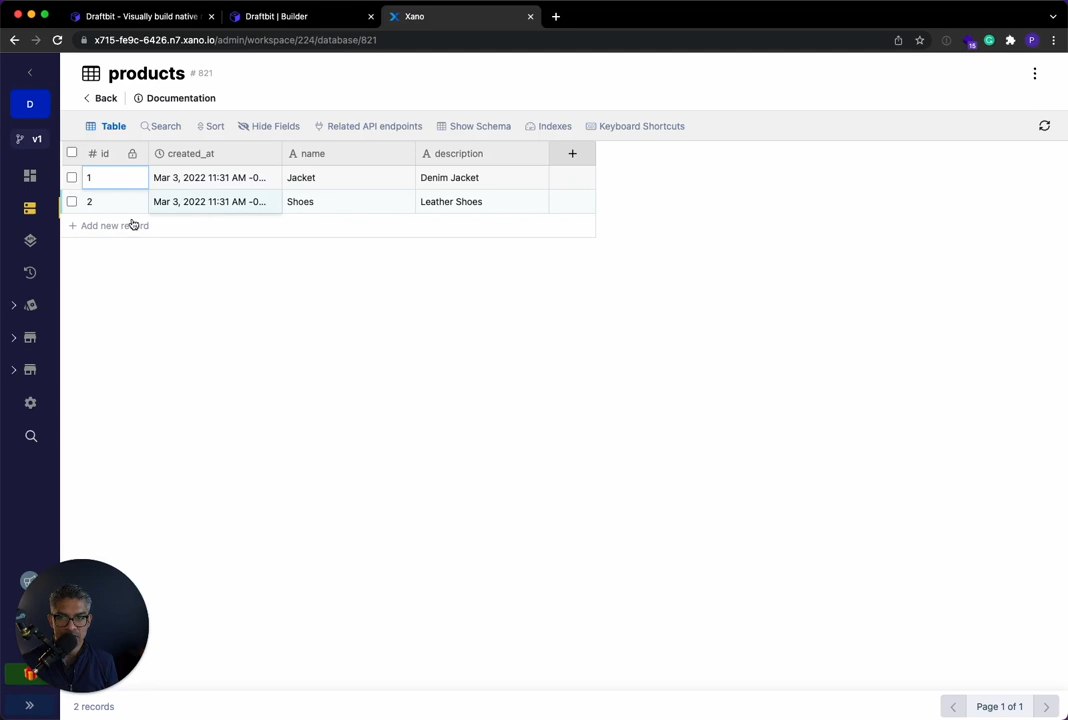 Draftbit - Visually build native
Draftbit | Builder
Xano
x715-fe9c-6426.n7.xano.io/admin/workspace/224/database/821
15
P
D
v1
products # 821
Back
Documentation
Table
Search
Sort
Hide Fields
Related API endpoints
Show Schema
Indexes
Keyboard Shortcuts
# id
created_at
A name
A description
+
1
Mar 3, 2022 11:31 AM -0...
Jacket
Denim Jacket
2
Mar 3, 2022 11:31 AM -0...
Shoes
Leather Shoes
+ Add new record
2 records
Page 1 of 1